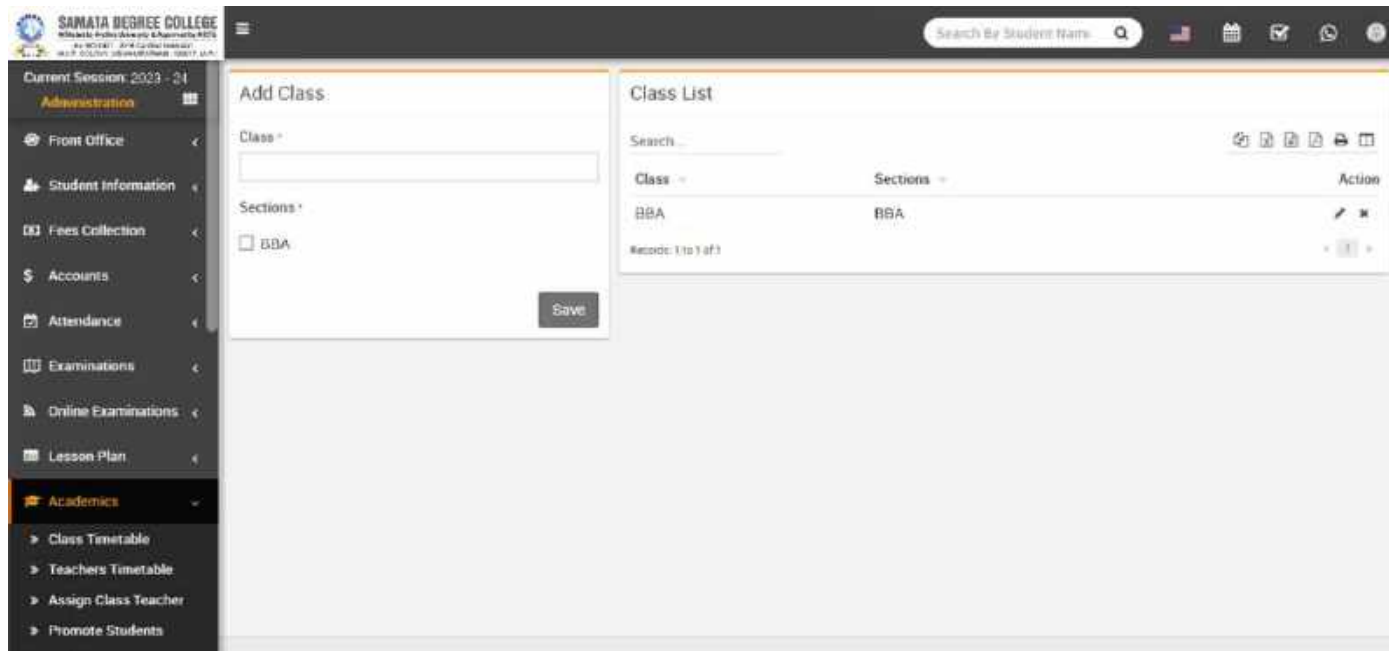 SAMATA DEGREE COLLEGE
Search By Student Name
Current Session: 2023 - 24
Administration
Front Office
Student Information
Fees Collection
$ Accounts
Attendance
Examinations
Online Examinations
Lesson Plan
Academics
Class Timetable
Teachers Timetable
Assign Class Teacher
Promote Students
Add Class
Class *
Sections *
BBA
Save
Class List
Search...
Class Sections Action
BBA BBA
Records: 1 to 1 of 1
1